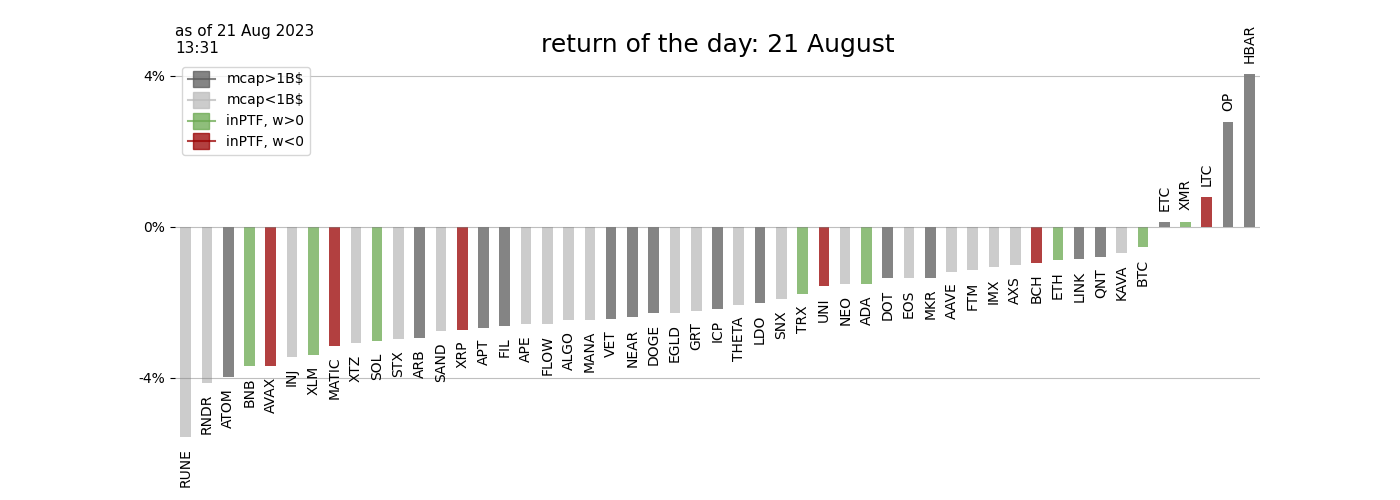 as of 21 Aug 2023
13:31
return of the day: 21 August
mcap>1B$
mcap<1B$
inPTF, w>0
inPTF, w<0
4%
0%
-4%
RUNE
RNDR
ATOM
BNB
AVAX
INJ
XLM
MATIC
XTZ
SOL
STX
ARB
SAND
XRP
APT
FIL
APE
FLOW
ALGO
MANA
VET
NEAR
DOGE
EGLD
GRT
ICP
THETA
LDO
SNX
TRX
UNI
NEO
ADA
DOT
EOS
MKR
AAVE
FTM
IMX
AXS
BCH
ETH
LINK
QNT
KAVA
BTC
ETC
XMR
LTC
OP
HBAR